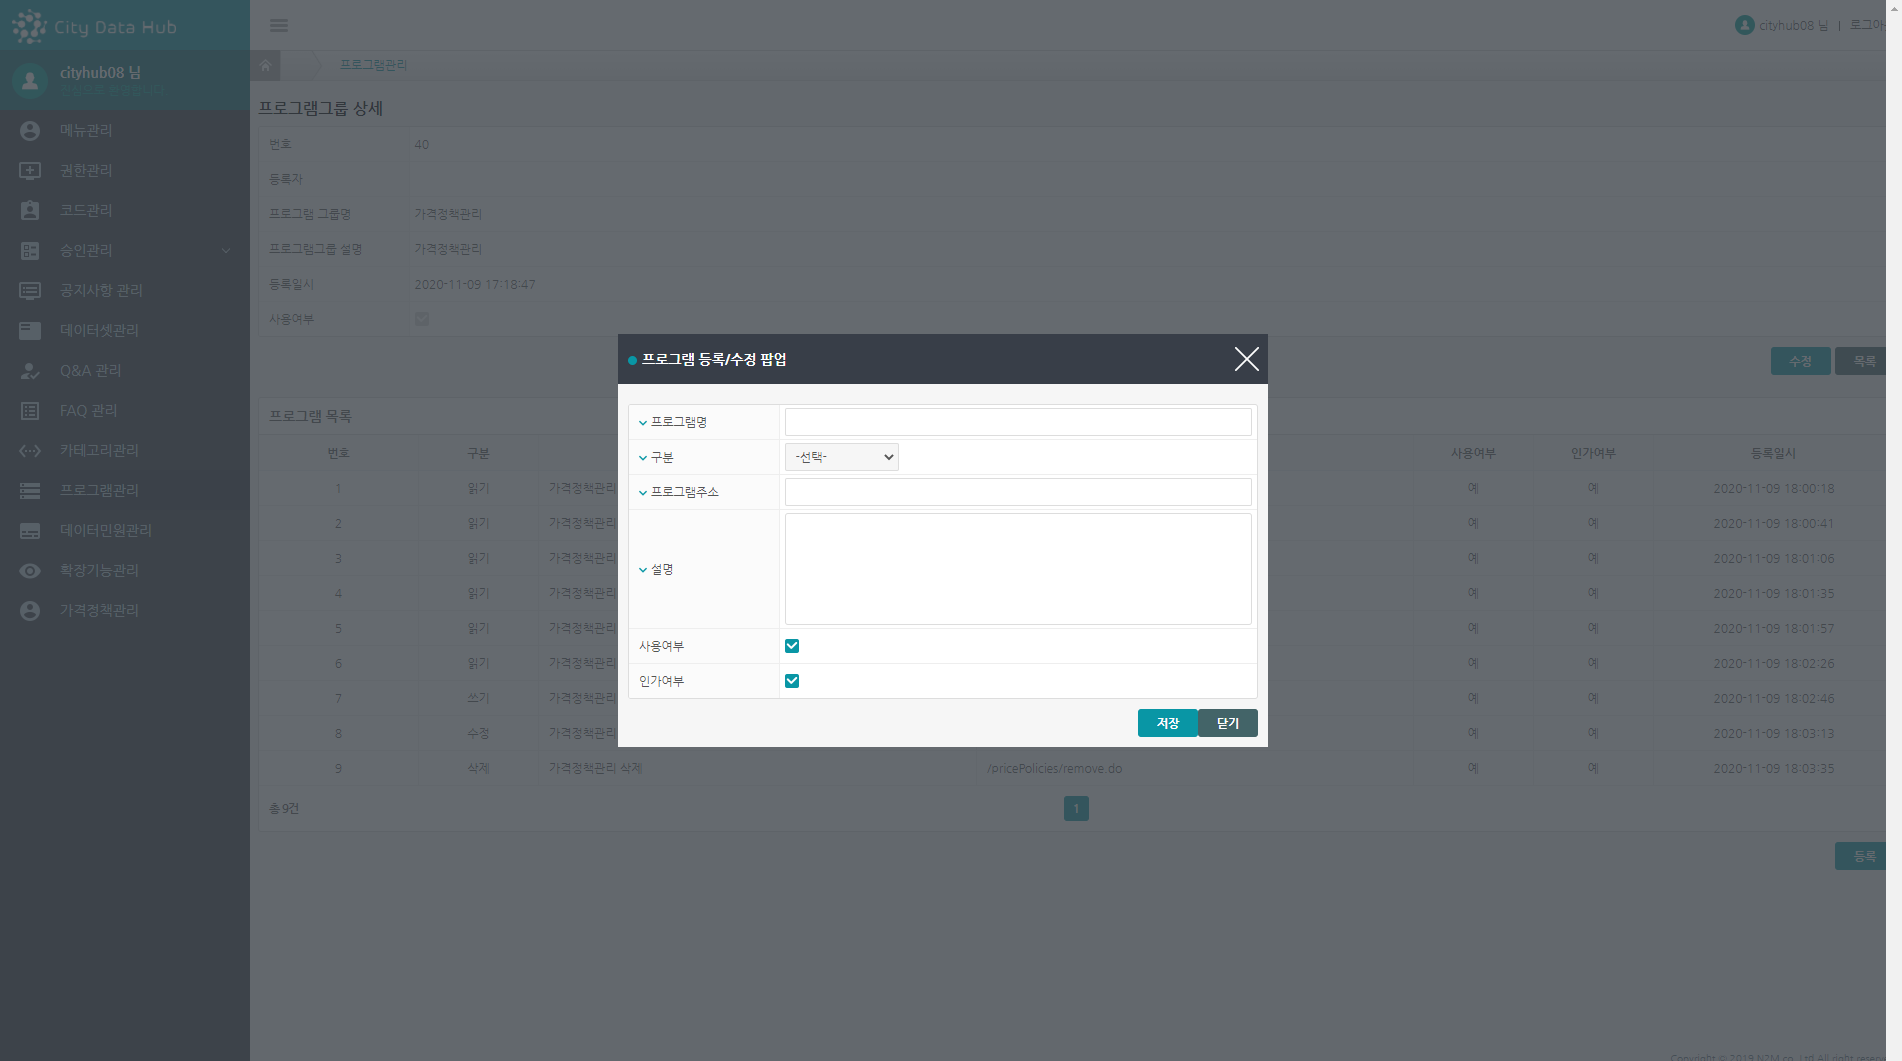 City Data Hub
cityhub08 님 | 로그아
cityhub08 님
프로그램관리
메뉴관리
권한관리
코드관리
승인관리
공지사항 관리
데이터셋관리
Q&A 관리
FAQ 관리
카테고리관리
프로그램관리
데이터민원관리
확장기능관리
가격정책관리
프로그램그룹 상세
번호 40
등록자
프로그램 그룹명 가격정책관리
프로그램그룹 설명 가격정책관리
등록일시 2020-11-09 17:18:47
사용여부
수정 목록
프로그램 등록/수정 팝업
프로그램명
구분 -선택-
프로그램주소
설명
사용여부
인가여부
저장 닫기
프로그램 목록
번호 구분 사용여부 인가여부 등록일시
1 읽기 가격정책관리 예 예 2020-11-09 18:00:18
2 읽기 가격정책관리 예 예 2020-11-09 18:00:41
3 읽기 가격정책관리 예 예 2020-11-09 18:01:06
4 읽기 가격정책관리 예 예 2020-11-09 18:01:35
5 읽기 가격정책관리 예 예 2020-11-09 18:01:57
6 읽기 가격정책관리 예 예 2020-11-09 18:02:26
7 쓰기 가격정책관리 예 예 2020-11-09 18:02:46
8 수정 가격정책관리 예 예 2020-11-09 18:03:13
9 삭제 가격정책관리 삭제 /pricePolicies/remove.do 예 예 2020-11-09 18:03:35
총 9건 1
등록
Copyright © 2019 N2M co. Ltd All right reserve